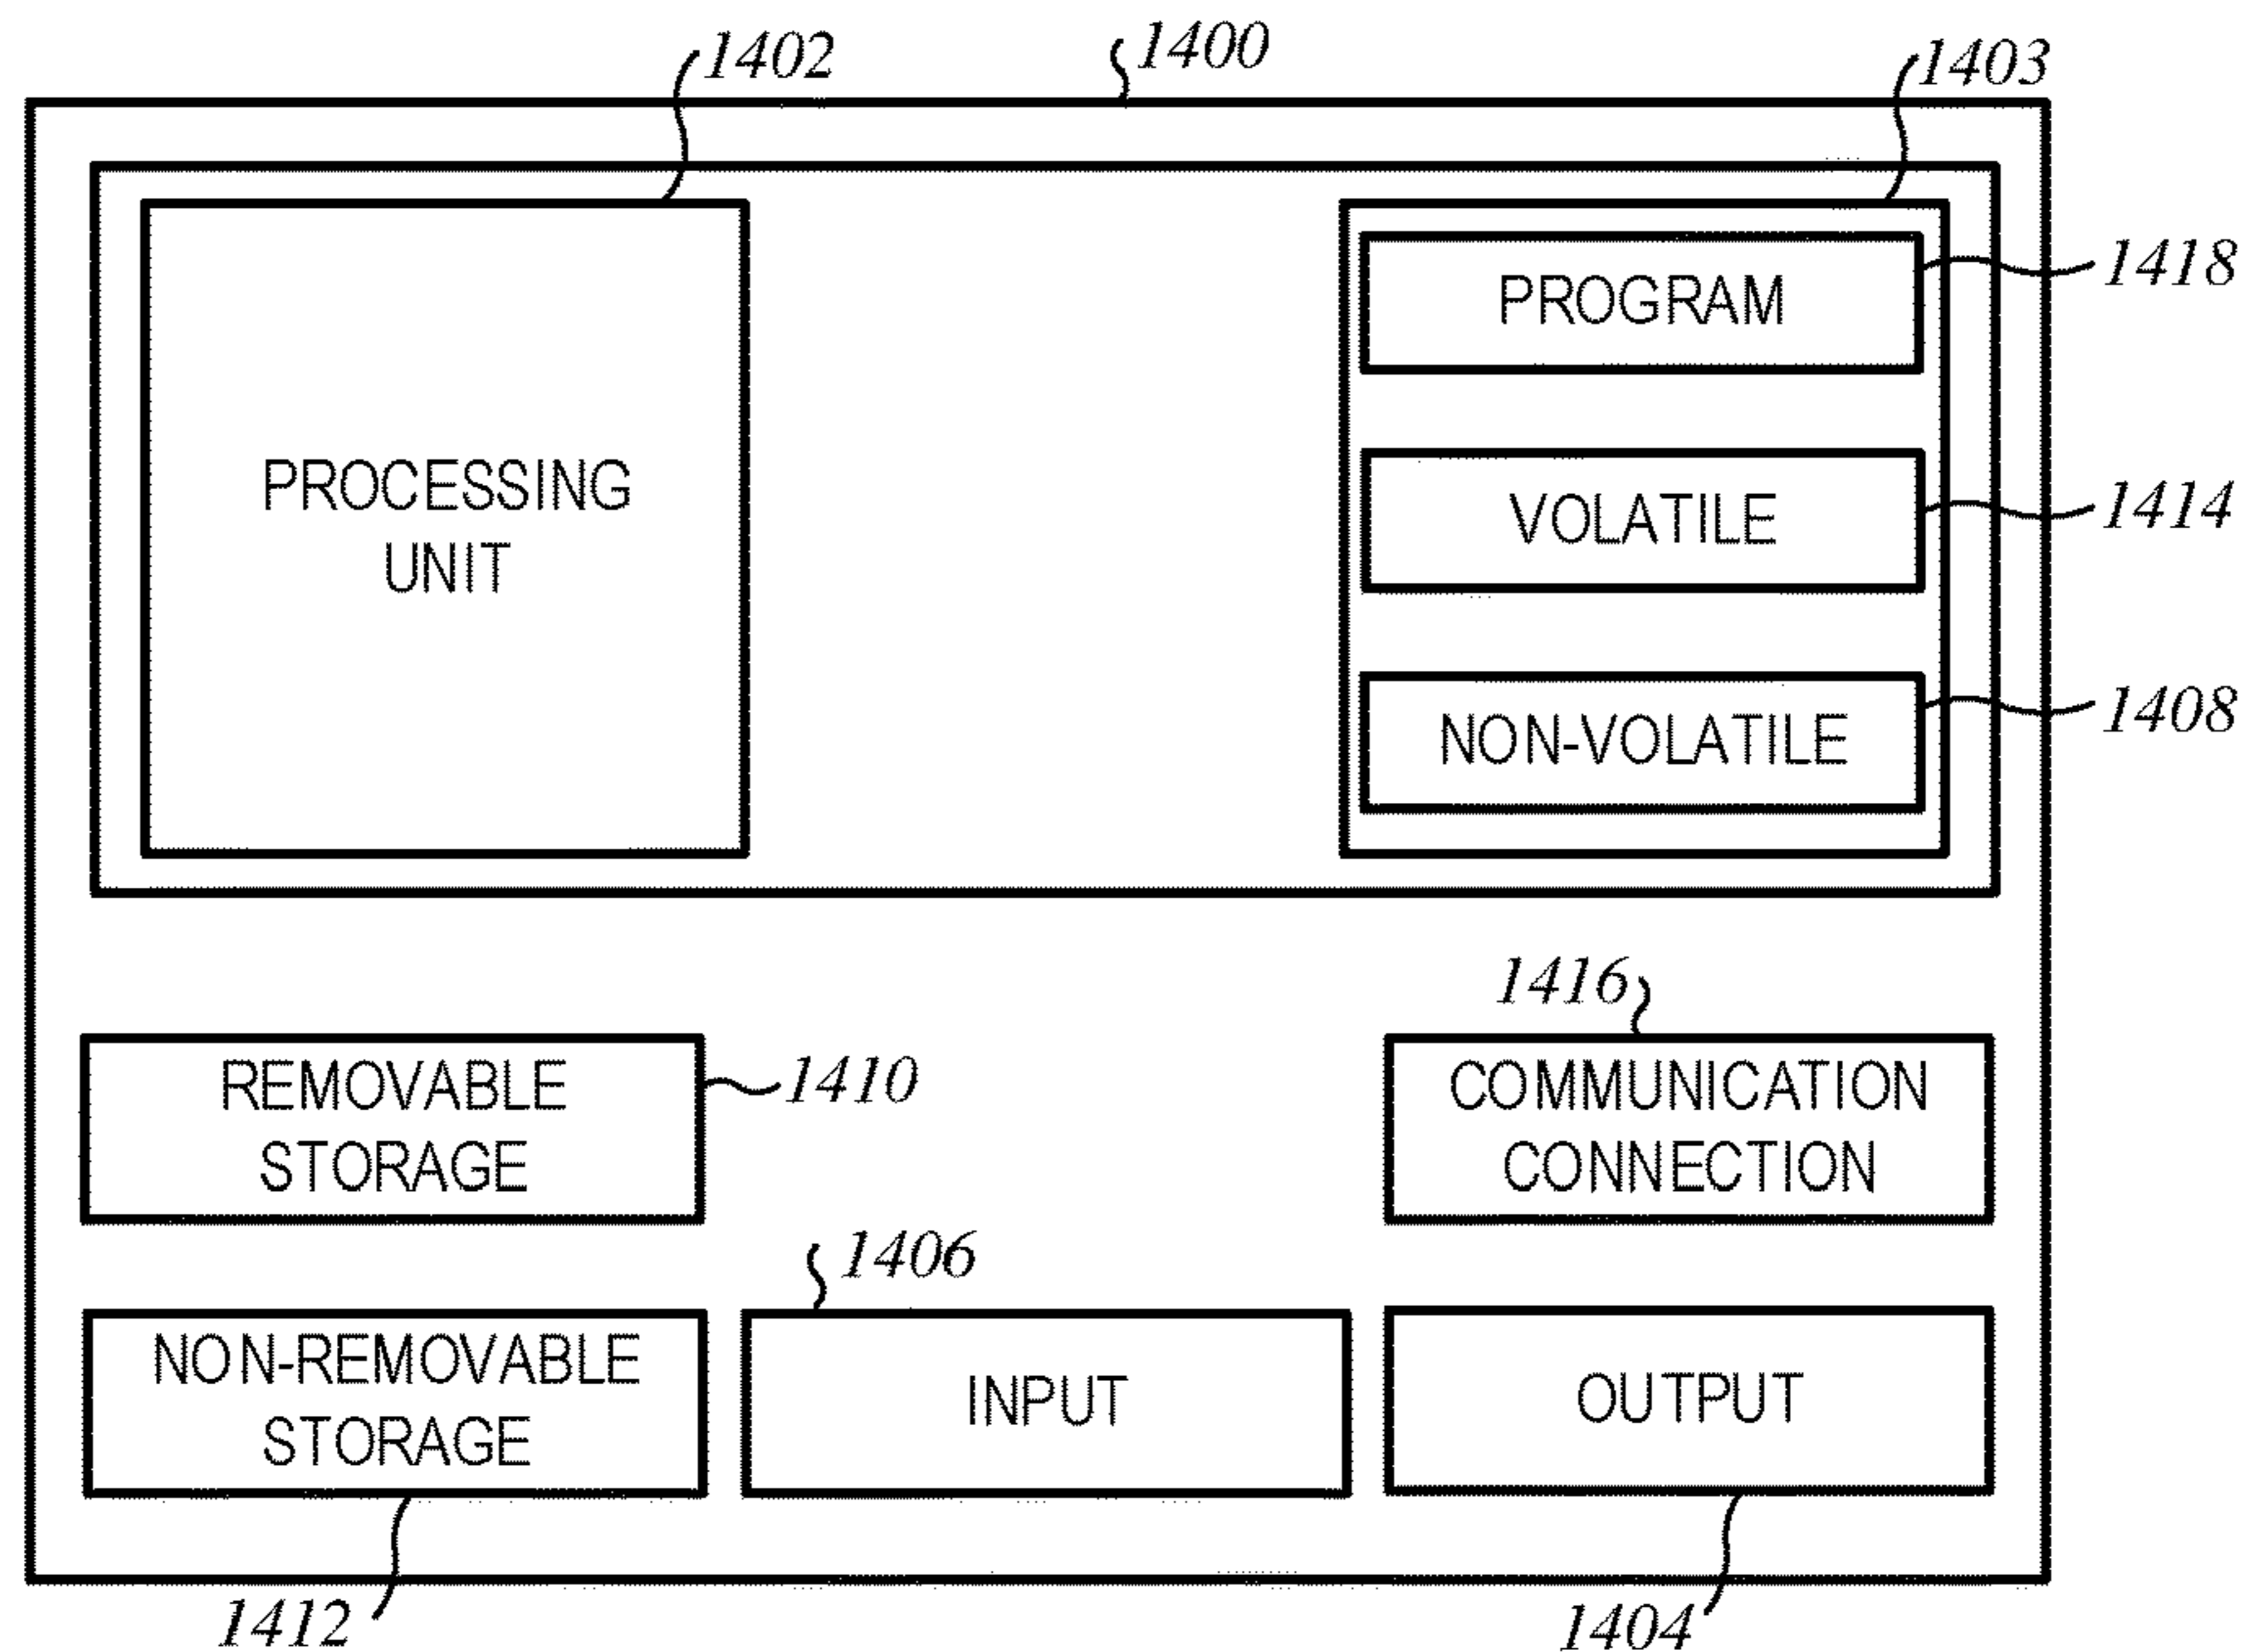 1402
1400
1403
PROGRAM
1418
PROCESSING
UNIT
VOLATILE
1414
NON-VOLATILE
1408
1416
REMOVABLE
STORAGE
1410
COMMUNICATION
CONNECTION
1406
NON-REMOVABLE
STORAGE
INPUT
OUTPUT
1412
1404